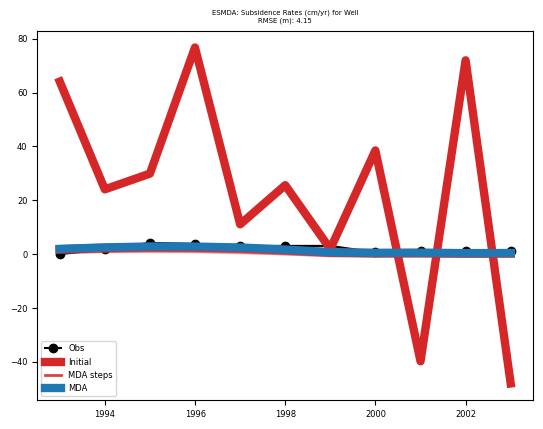 ESMDA: Subsidence Rates (cm/yr) for Well
RMSE (m): 4.15
80
60
40
20
0
−20
−40
Obs
Initial
MDA steps
MDA
1994
1996
1998
2000
2002